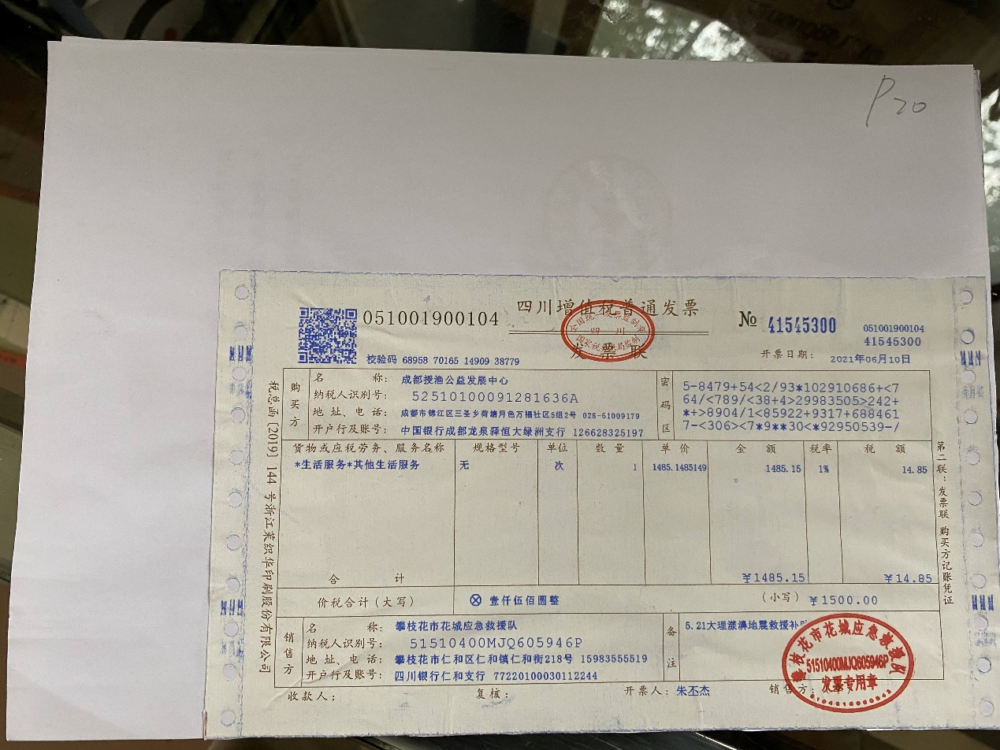 P20
四川增值税普通发票
发票联
051001900104
№ 41545300
051001900104
41545300
校验码 68958 70165 14909 38779
开票日期： 2021年06月10日
全国统一发票监制章
四川
国家税务总局监制
购买方
名称： 成都授渔公益发展中心
纳税人识别号： 52510100091281636A
地址、电话： 成都市锦江区三圣乡荷塘月色万福社区5组2号 028-61009179
开户行及账号： 中国银行成都龙泉驿恒大绿洲支行 126628325197
密码区
5-8479+54<2/93*102910686+<7
64/<789/<38+4>29983505>242+
*+>8904/1<85922+9317+688461
7-<306><7*9**30<*92950539-/
货物或应税劳务、服务名称 规格型号 单位 数量 单价 金额 税率 税额
*生活服务*其他生活服务 无 次 1 1485.1485149 1485.15 1% 14.85
合计 ￥1485.15 ￥14.85
价税合计（大写） ⊗ 壹仟伍佰圆整 （小写） ￥1500.00
销售方
名称： 攀枝花市花城应急救援队
纳税人识别号： 51510400MJQ605946P
地址、电话： 攀枝花市仁和区仁和镇仁和街218号 15983555519
开户行及账号： 四川银行仁和支行 77220100030112244
备注
5.21大理漾濞地震救援补
收款人： 复核： 开票人： 朱丕杰 销售方：
攀枝花市花城应急救援队
51510400MJQ605946P
发票专用章
税总函〔2019〕144号浙江莱织华印刷股份有限公司
第二联：发票联 购买方记账凭证